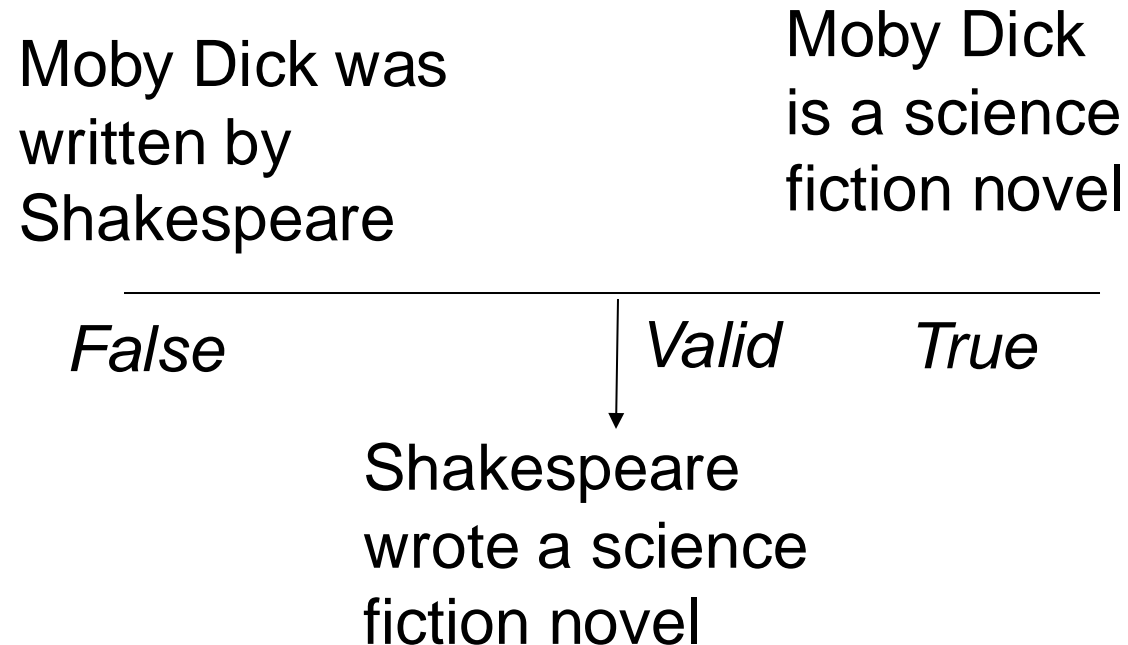 Moby Dick was
written by
Shakespeare
Moby Dick
is a science
fiction novel
False
Valid
True
Shakespeare
wrote a science
fiction novel